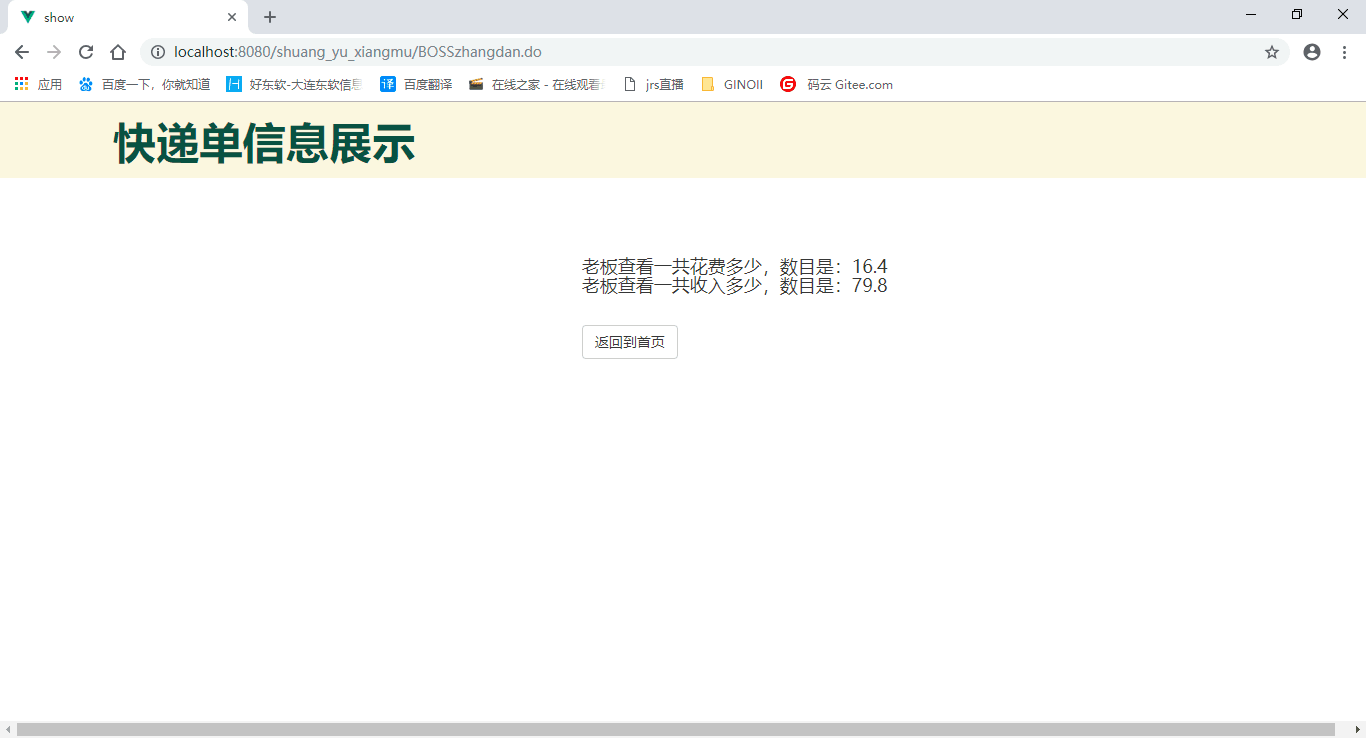 show
localhost:8080/shuang_yu_xiangmu/BOSSzhangdan.do
应用 百度一下，你就知道 好东软-大连东软信息 百度翻译 在线之家 - 在线观看 jrs直播 GINOII 码云 Gitee.com
快递单信息展示
老板查看一共花费多少，数目是：16.4
老板查看一共收入多少，数目是：79.8
返回到首页